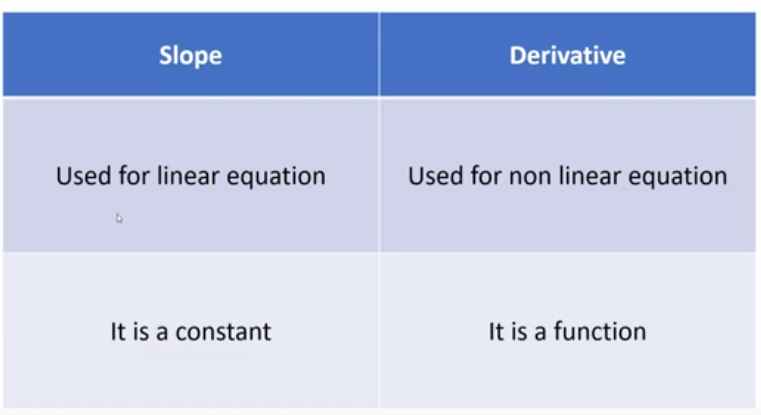 Slope
Derivative
Used for linear equation
Used for non linear equation
It is a constant
It is a function